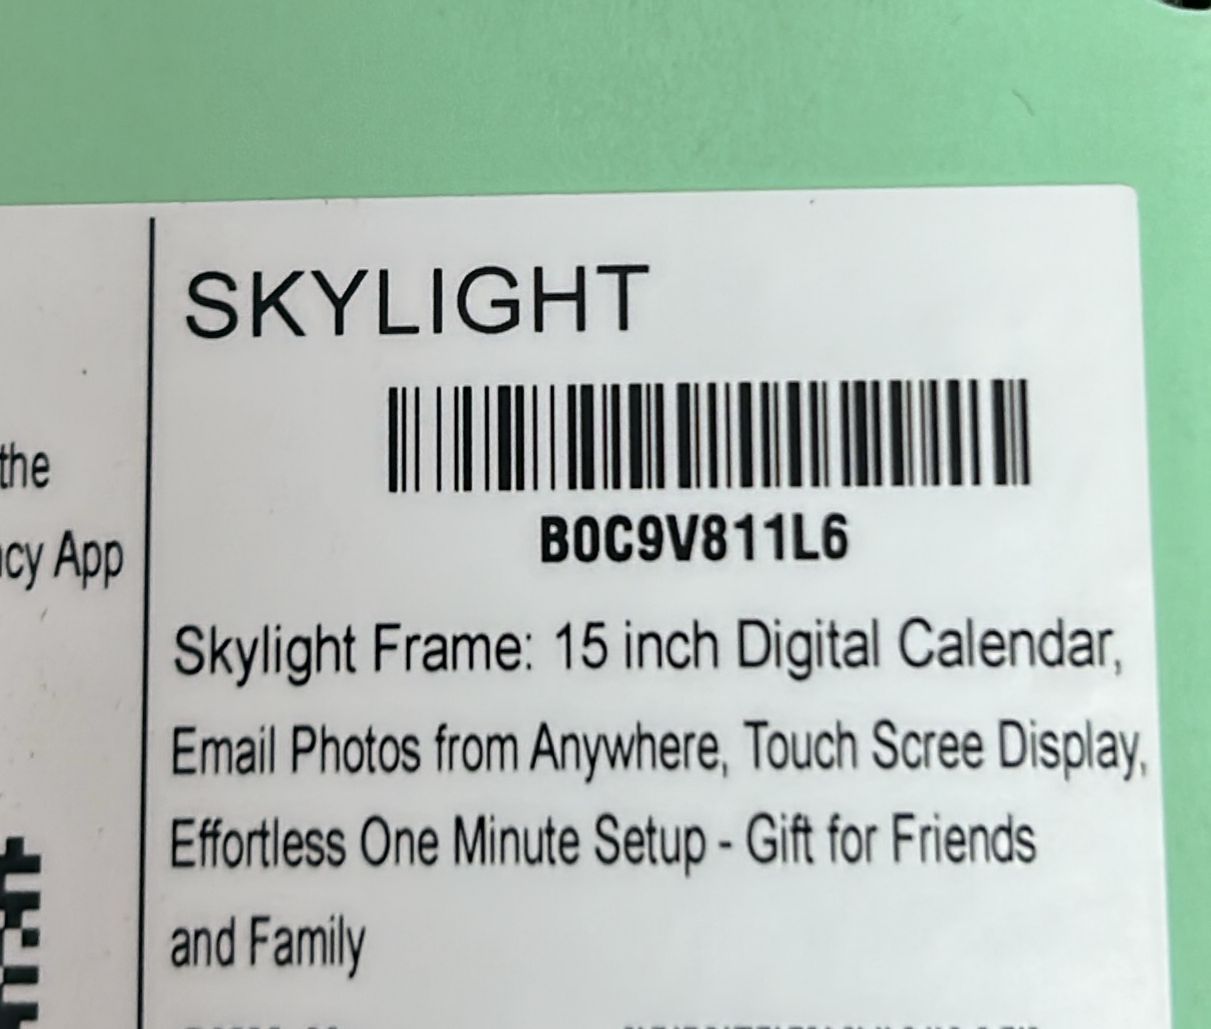 SKYLIGHT
B0C9V811L6
Skylight Frame: 15 inch Digital Calendar,
Email Photos from Anywhere, Touch Scree Display,
Effortless One Minute Setup - Gift for Friends
and Family
the
App